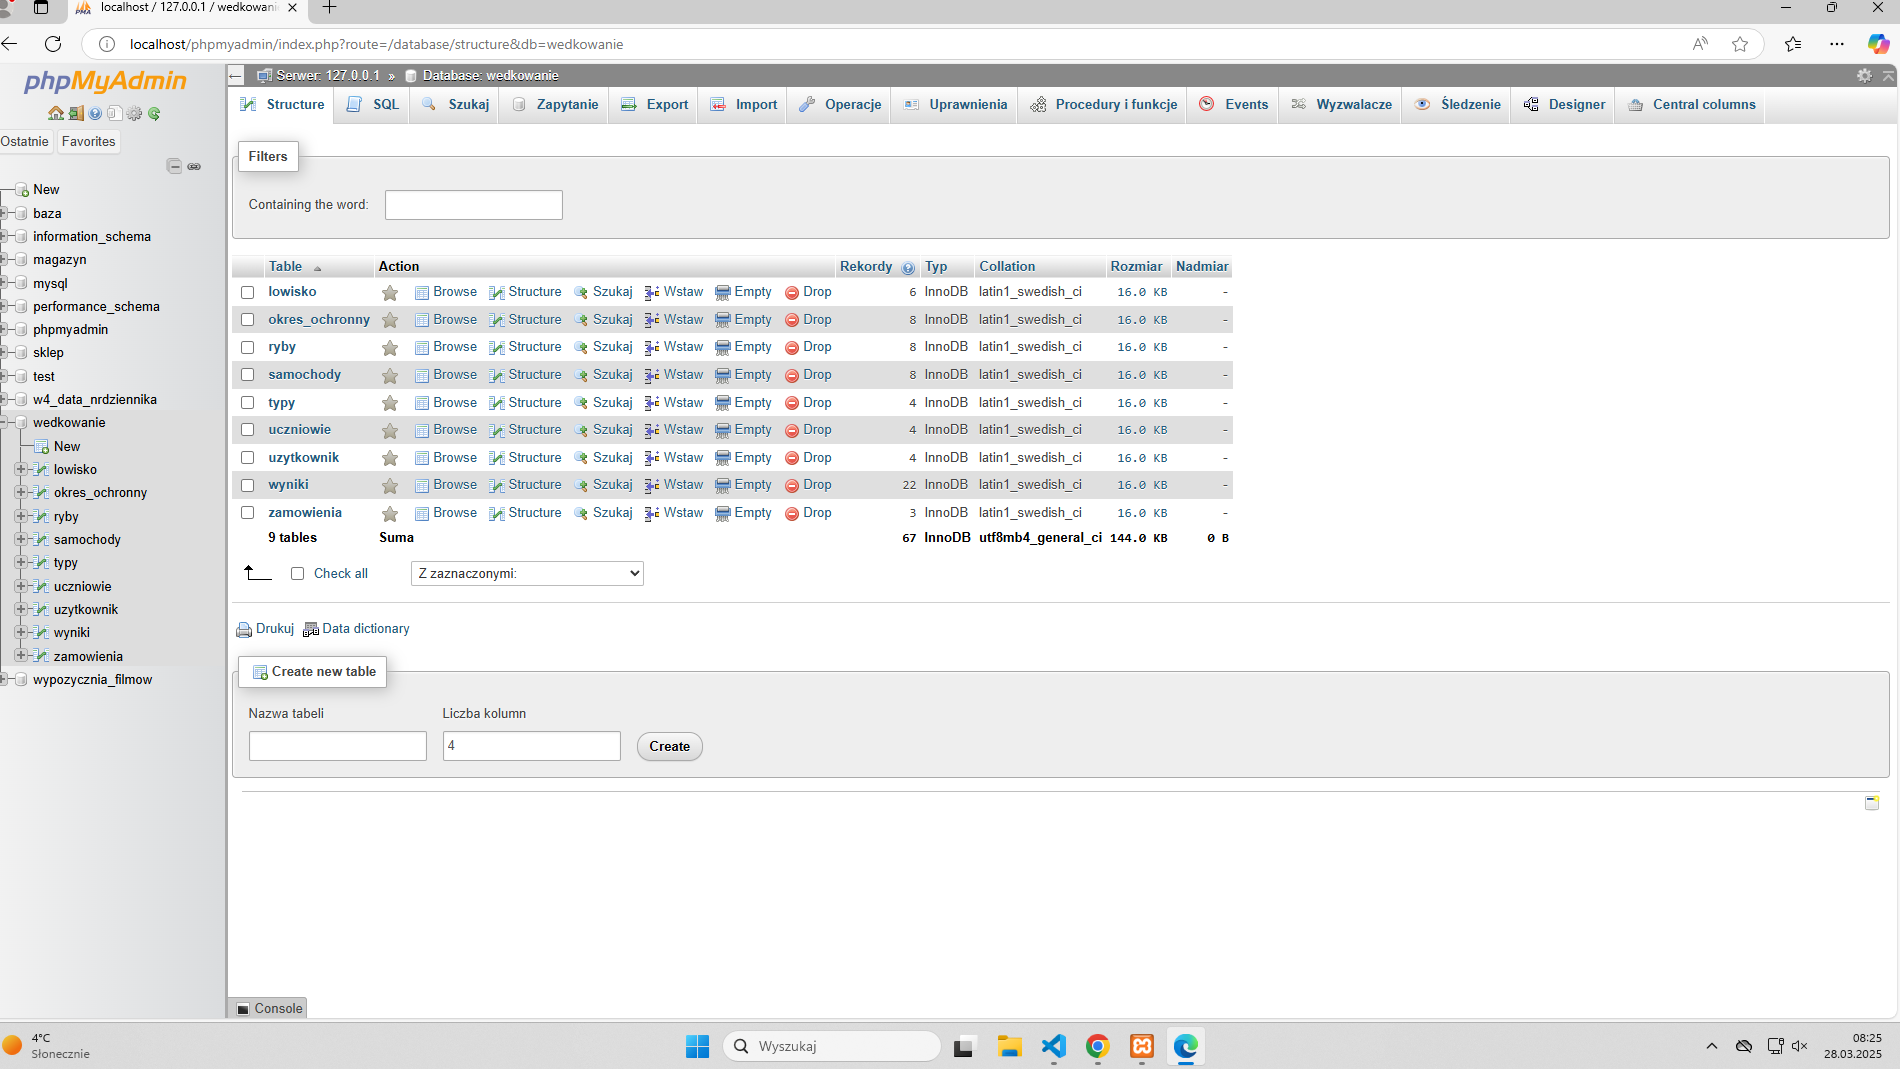 localhost / 127.0.0.1 / wedkowanie
localhost/phpmyadmin/index.php?route=/database/structure&db=wedkowanie
phpMyAdmin
Ostatnie Favorites
New
baza
information_schema
magazyn
mysql
performance_schema
phpmyadmin
sklep
test
w4_data_nrdziennika
wedkowanie
New
lowisko
okres_ochronny
ryby
samochody
typy
uczniowie
uzytkownik
wyniki
zamowienia
wypozycznia_filmow
Serwer: 127.0.0.1 » Database: wedkowanie
Structure SQL Szukaj Zapytanie Export Import Operacje Uprawnienia Procedury i funkcje Events Wyzwalacze Śledzenie Designer Central columns
Filters
Containing the word:
Table Action Rekordy Typ Collation Rozmiar Nadmiar
lowisko Browse Structure Szukaj Wstaw Empty Drop 6 InnoDB latin1_swedish_ci 16.0 KB -
okres_ochronny Browse Structure Szukaj Wstaw Empty Drop 8 InnoDB latin1_swedish_ci 16.0 KB -
ryby Browse Structure Szukaj Wstaw Empty Drop 8 InnoDB latin1_swedish_ci 16.0 KB -
samochody Browse Structure Szukaj Wstaw Empty Drop 8 InnoDB latin1_swedish_ci 16.0 KB -
typy Browse Structure Szukaj Wstaw Empty Drop 4 InnoDB latin1_swedish_ci 16.0 KB -
uczniowie Browse Structure Szukaj Wstaw Empty Drop 4 InnoDB latin1_swedish_ci 16.0 KB -
uzytkownik Browse Structure Szukaj Wstaw Empty Drop 4 InnoDB latin1_swedish_ci 16.0 KB -
wyniki Browse Structure Szukaj Wstaw Empty Drop 22 InnoDB latin1_swedish_ci 16.0 KB -
zamowienia Browse Structure Szukaj Wstaw Empty Drop 3 InnoDB latin1_swedish_ci 16.0 KB -
9 tables Suma 67 InnoDB utf8mb4_general_ci 144.0 KB 0 B
Check all Z zaznaczonymi:
Drukuj Data dictionary
Create new table
Nazwa tabeli Liczba kolumn
4 Create
Console
4°C
Słonecznie
Wyszukaj
08:25
28.03.2025